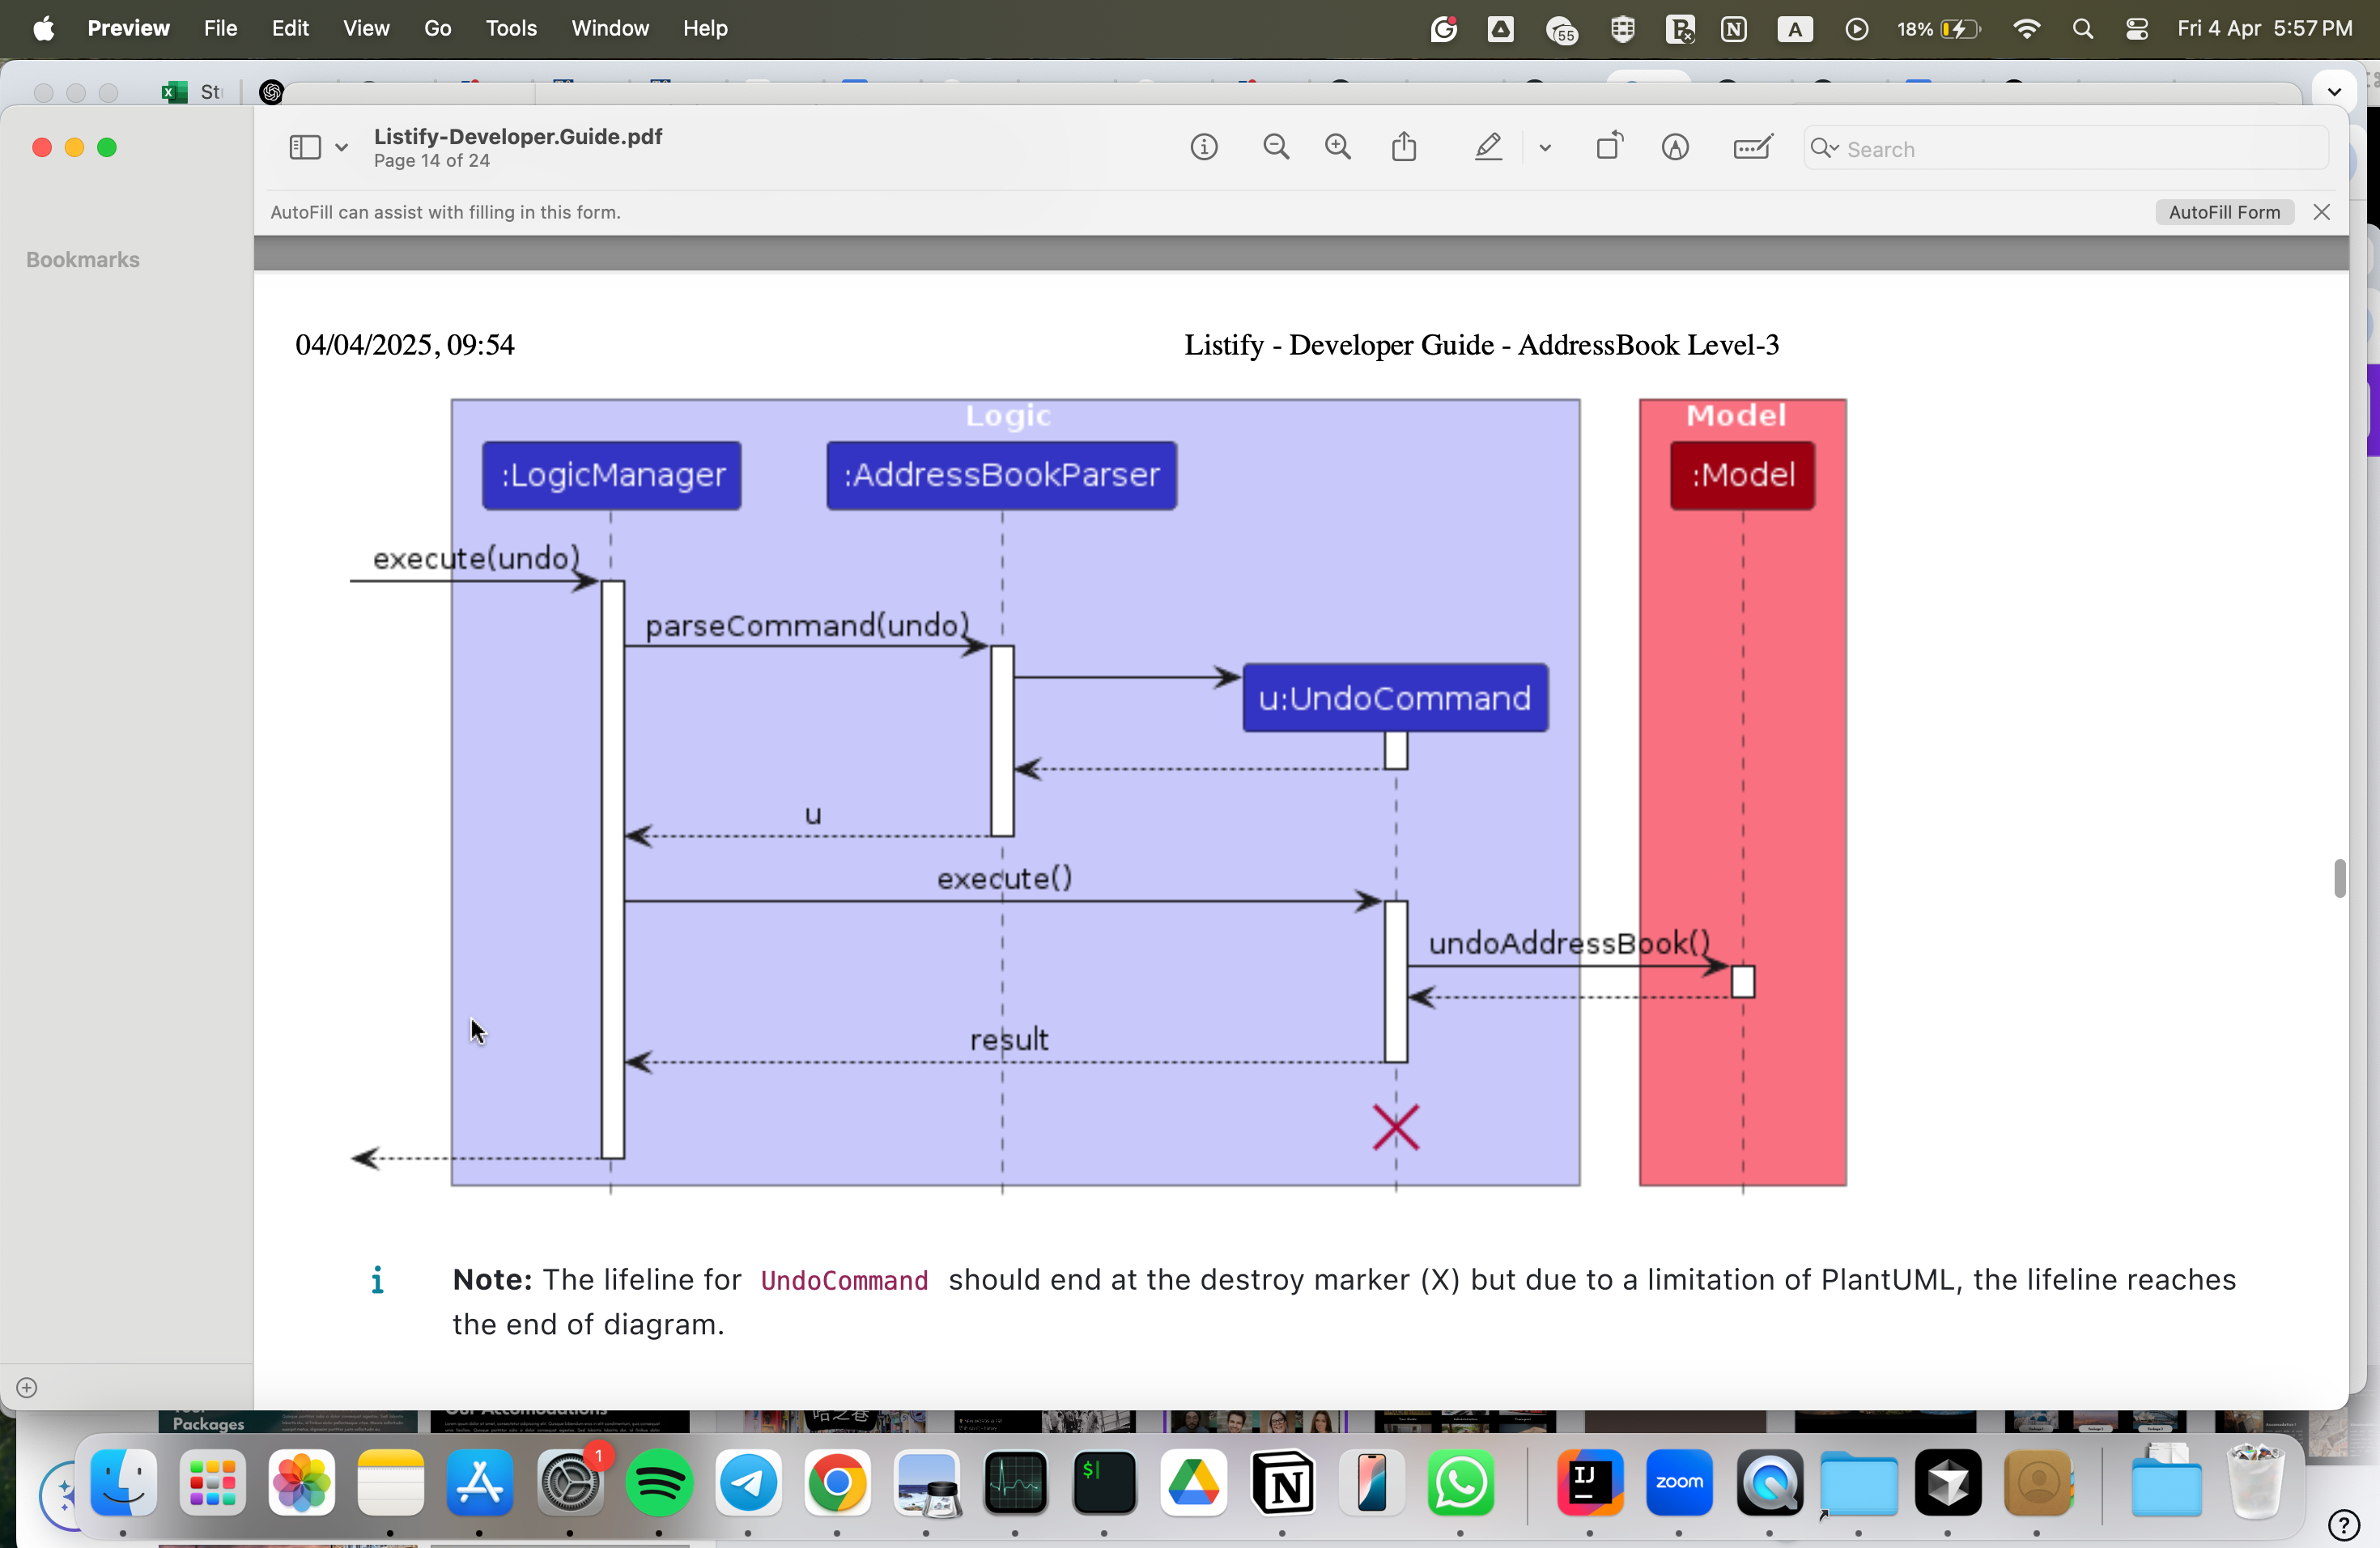 Preview File Edit View Go Tools Window Help
55
A
18%
Fri 4 Apr 5:57 PM
St
Listify-Developer.Guide.pdf
Page 14 of 24
Search
AutoFill can assist with filling in this form.
AutoFill Form
Bookmarks
04/04/2025, 09:54
Listify - Developer Guide - AddressBook Level-3
Logic
Model
:LogicManager
:AddressBookParser
:Model
execute(undo)
parseCommand(undo)
u:UndoCommand
u
execute()
undoAddressBook()
result
Note: The lifeline for UndoCommand should end at the destroy marker (X) but due to a limitation of PlantUML, the lifeline reaches
the end of diagram.
Packages
1
$
IJ
zoom
?